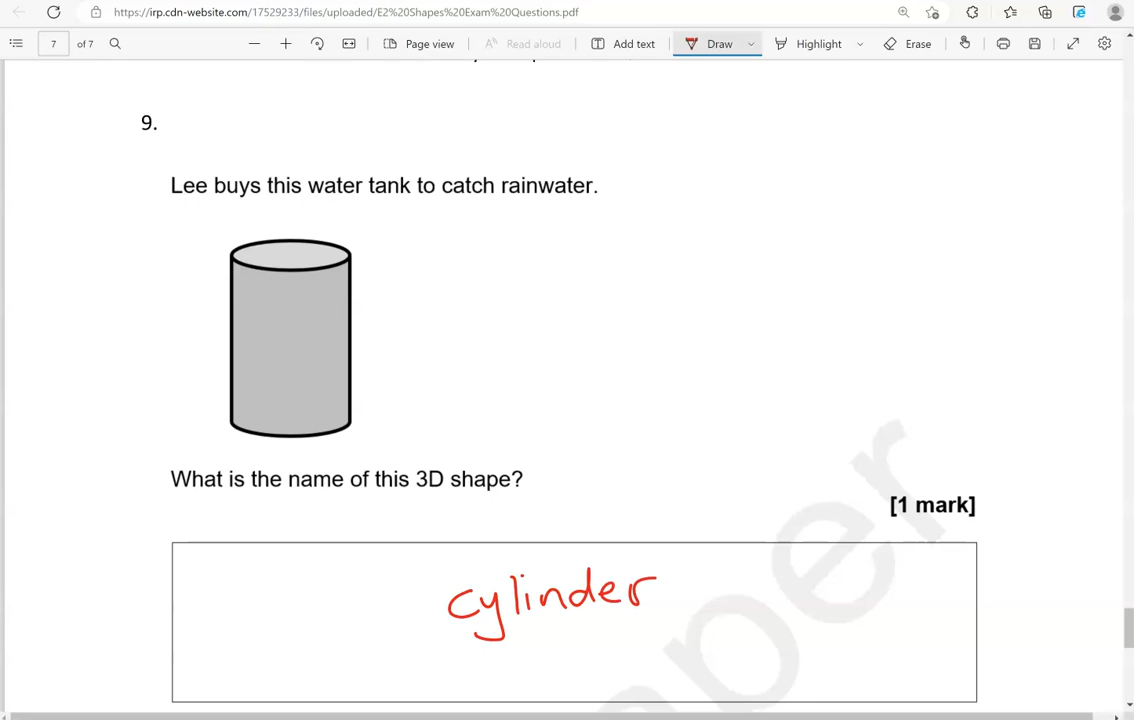 https://irp.cdn-website.com/17529233/files/uploaded/E2%20Shapes%20Exam%20Questions.pdf
7 of 7 Page view Read aloud Add text Draw Highlight Erase
9.
Lee buys this water tank to catch rainwater.
What is the name of this 3D shape?
[1 mark]
cylinder